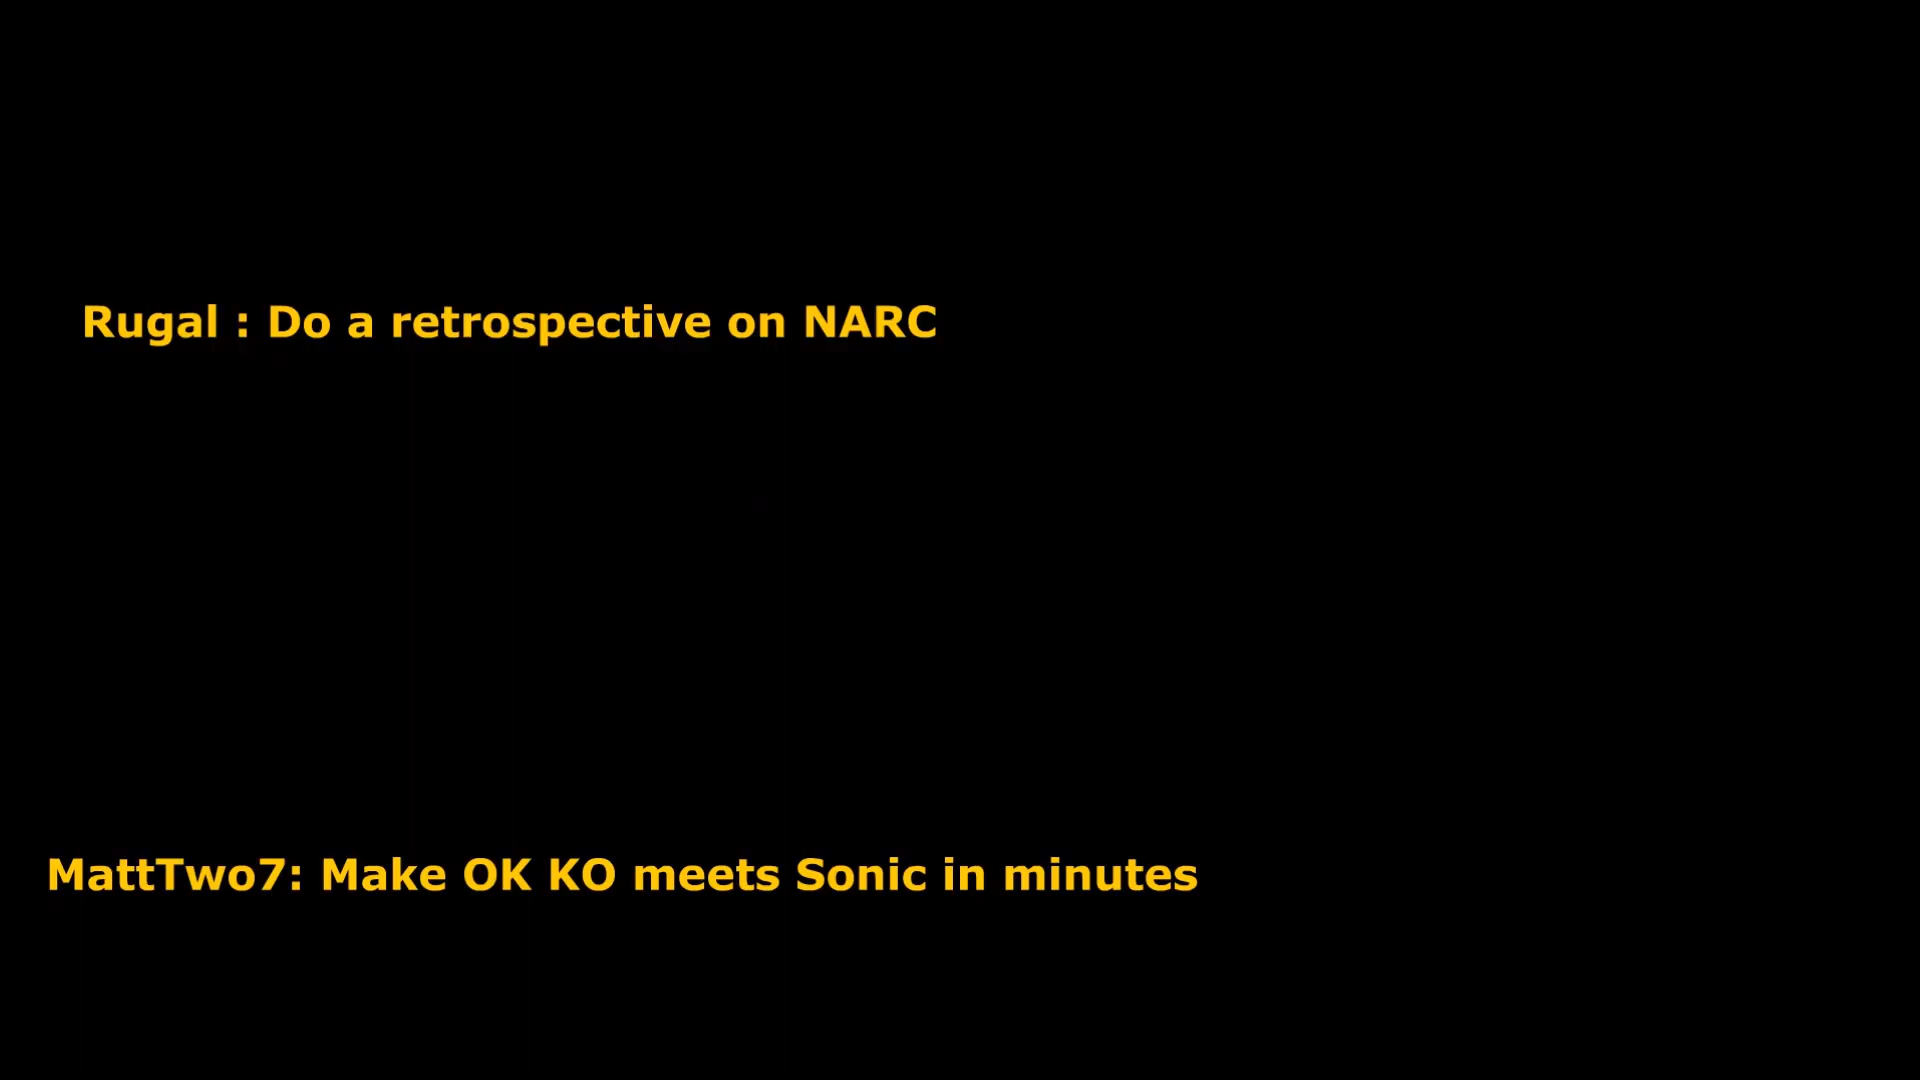 Rugal : Do a retrospective on NARC
MattTwo7: Make OK KO meets Sonic in minutes